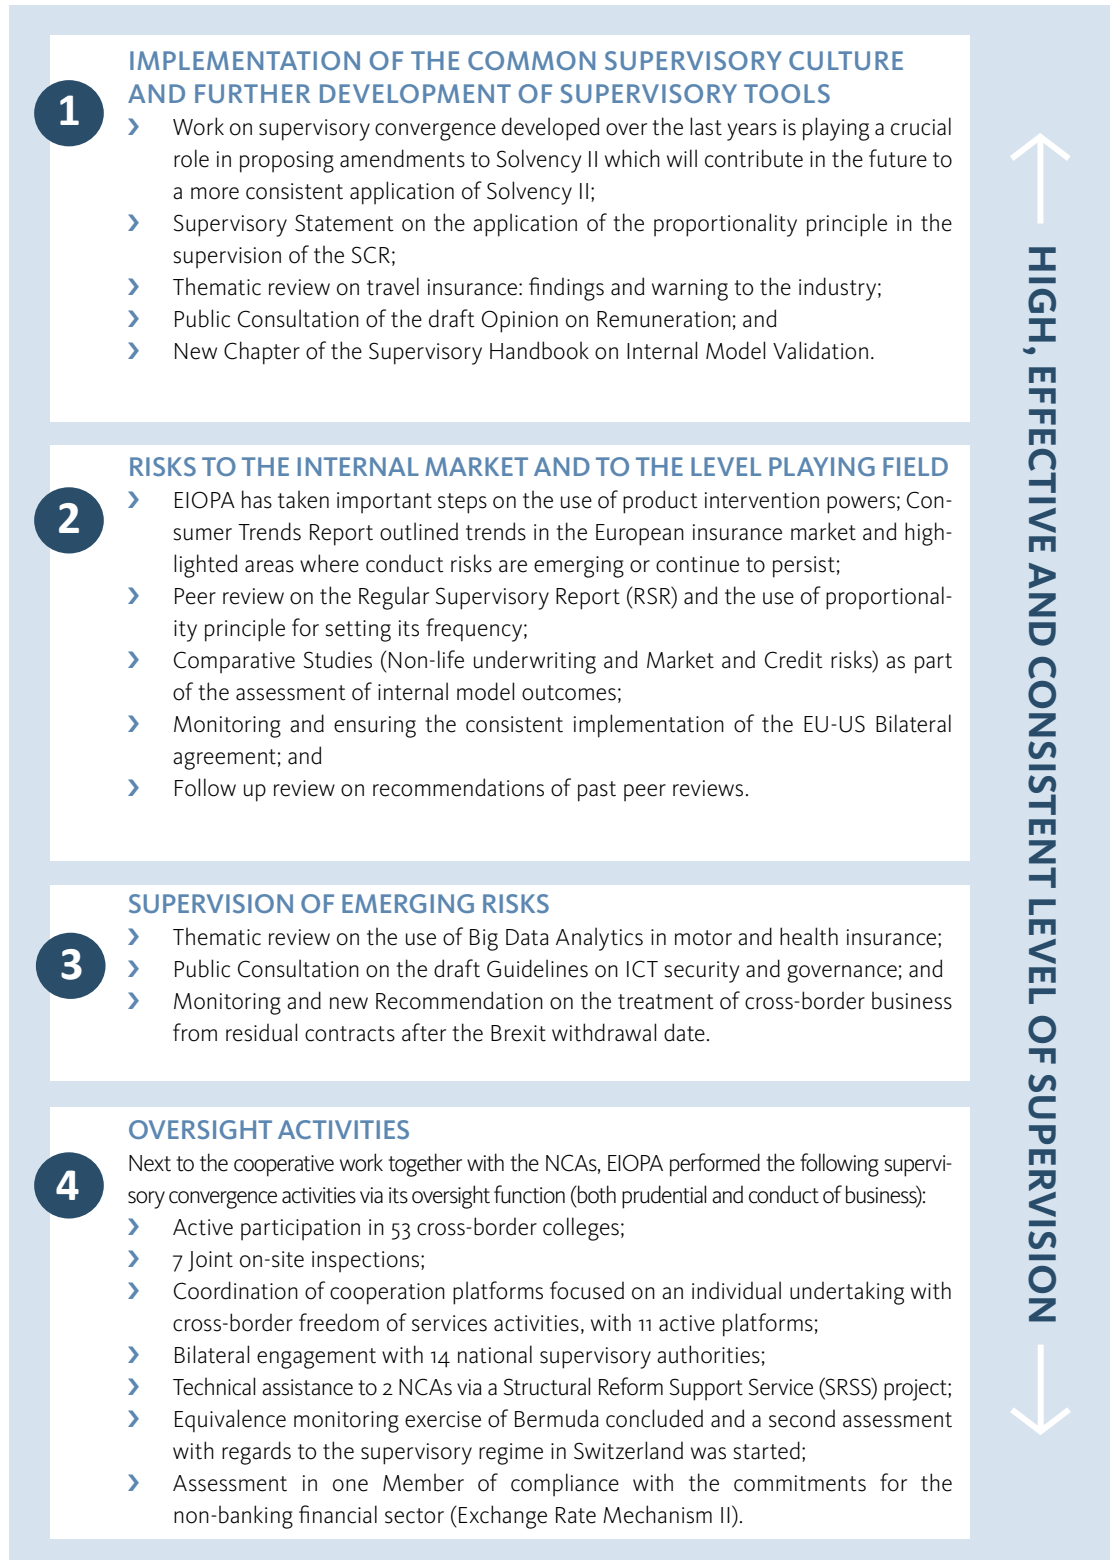 1
IMPLEMENTATION OF THE COMMON SUPERVISORY CULTURE
AND FURTHER DEVELOPMENT OF SUPERVISORY TOOLS
› Work on supervisory convergence developed over the last years is playing a crucial
role in proposing amendments to Solvency II which will contribute in the future to
a more consistent application of Solvency II;
› Supervisory Statement on the application of the proportionality principle in the
supervision of the SCR;
› Thematic review on travel insurance: findings and warning to the industry;
› Public Consultation of the draft Opinion on Remuneration; and
› New Chapter of the Supervisory Handbook on Internal Model Validation.
2
RISKS TO THE INTERNAL MARKET AND TO THE LEVEL PLAYING FIELD
› EIOPA has taken important steps on the use of product intervention powers; Con-
sumer Trends Report outlined trends in the European insurance market and high-
lighted areas where conduct risks are emerging or continue to persist;
› Peer review on the Regular Supervisory Report (RSR) and the use of proportional-
ity principle for setting its frequency;
› Comparative Studies (Non-life underwriting and Market and Credit risks) as part
of the assessment of internal model outcomes;
› Monitoring and ensuring the consistent implementation of the EU-US Bilateral
agreement; and
› Follow up review on recommendations of past peer reviews.
3
SUPERVISION OF EMERGING RISKS
› Thematic review on the use of Big Data Analytics in motor and health insurance;
› Public Consultation on the draft Guidelines on ICT security and governance; and
› Monitoring and new Recommendation on the treatment of cross-border business
from residual contracts after the Brexit withdrawal date.
4
OVERSIGHT ACTIVITIES
Next to the cooperative work together with the NCAs, EIOPA performed the following supervi-
sory convergence activities via its oversight function (both prudential and conduct of business):
› Active participation in 53 cross-border colleges;
› 7 Joint on-site inspections;
› Coordination of cooperation platforms focused on an individual undertaking with
cross-border freedom of services activities, with 11 active platforms;
› Bilateral engagement with 14 national supervisory authorities;
› Technical assistance to 2 NCAs via a Structural Reform Support Service (SRSS) project;
› Equivalence monitoring exercise of Bermuda concluded and a second assessment
with regards to the supervisory regime in Switzerland was started;
› Assessment in one Member of compliance with the commitments for the
non-banking financial sector (Exchange Rate Mechanism II).
HIGH, EFFECTIVE AND CONSISTENT LEVEL OF SUPERVISION